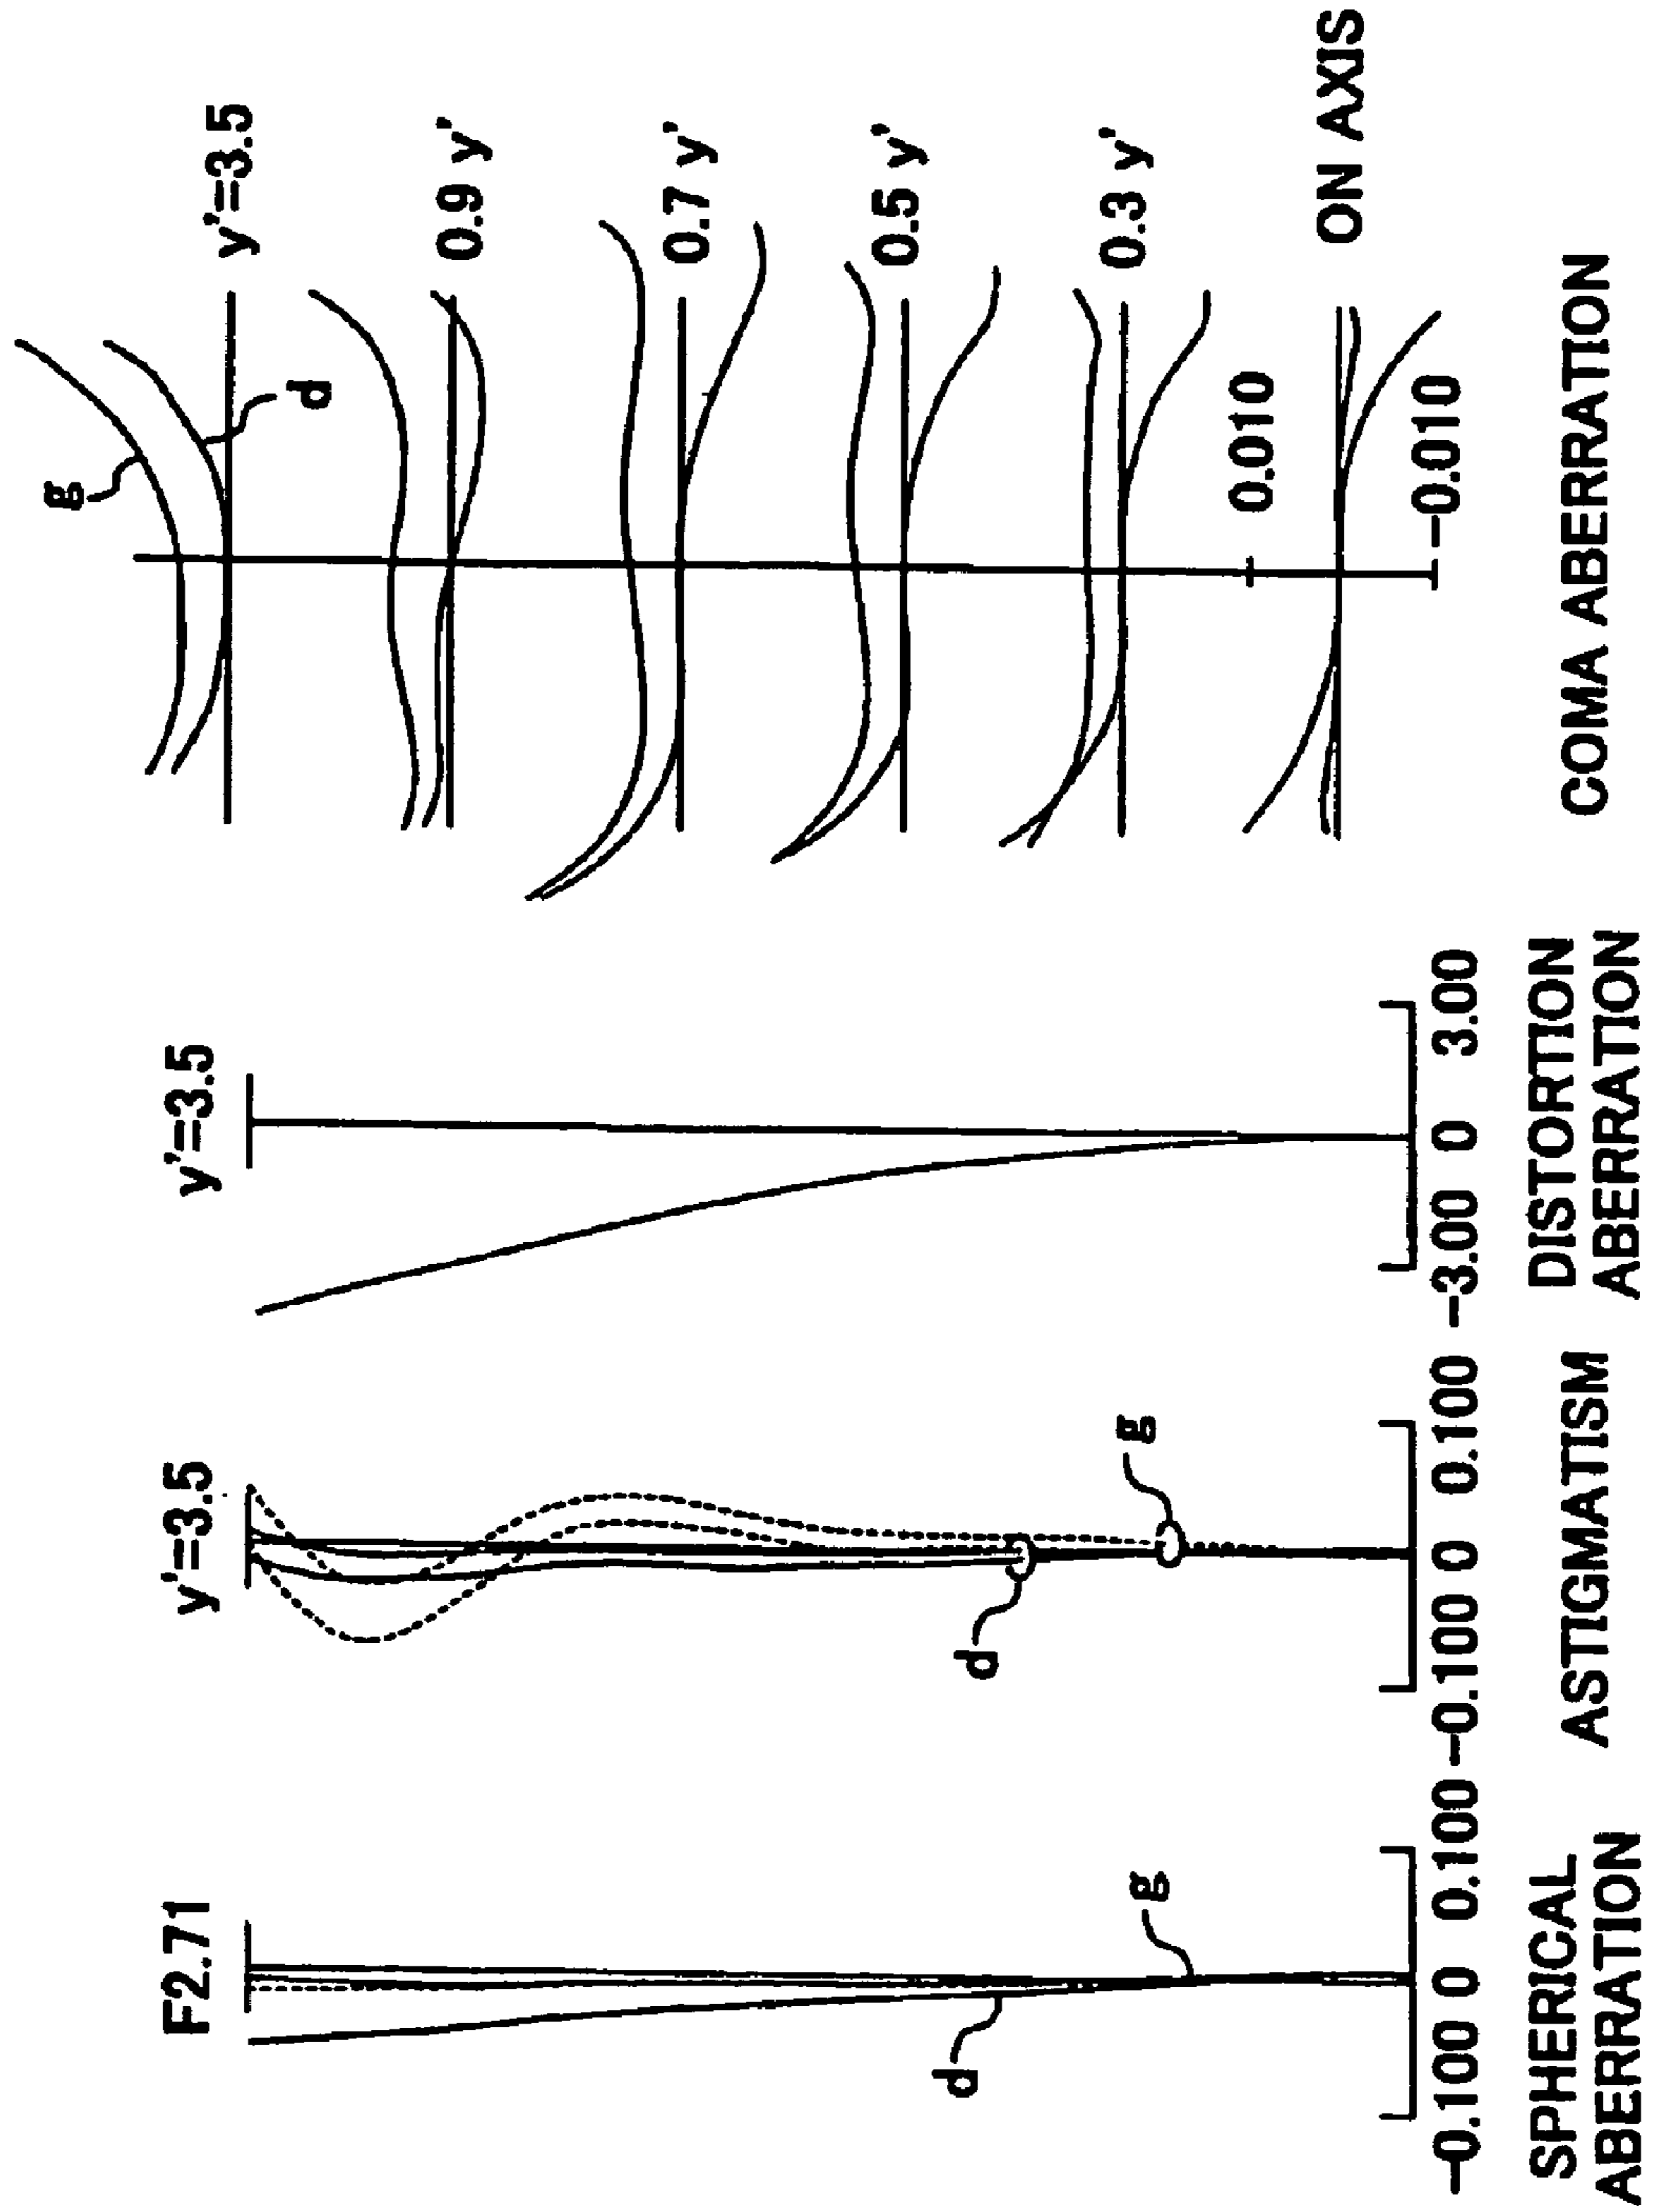 F2.71
d
g
-0.100 0 0.100
SPHERICAL
ABERRATION
y'=3.5
d
g
-0.100 0 0.100
ASTIGMATISM
y'=3.5
-3.00 0 3.00
DISTORTION
ABERRATION
g
d
y'=3.5
0.9 y'
0.7 y'
0.5 y'
0.3 y'
0.010
ON AXIS
-0.010
COMA ABERRATION